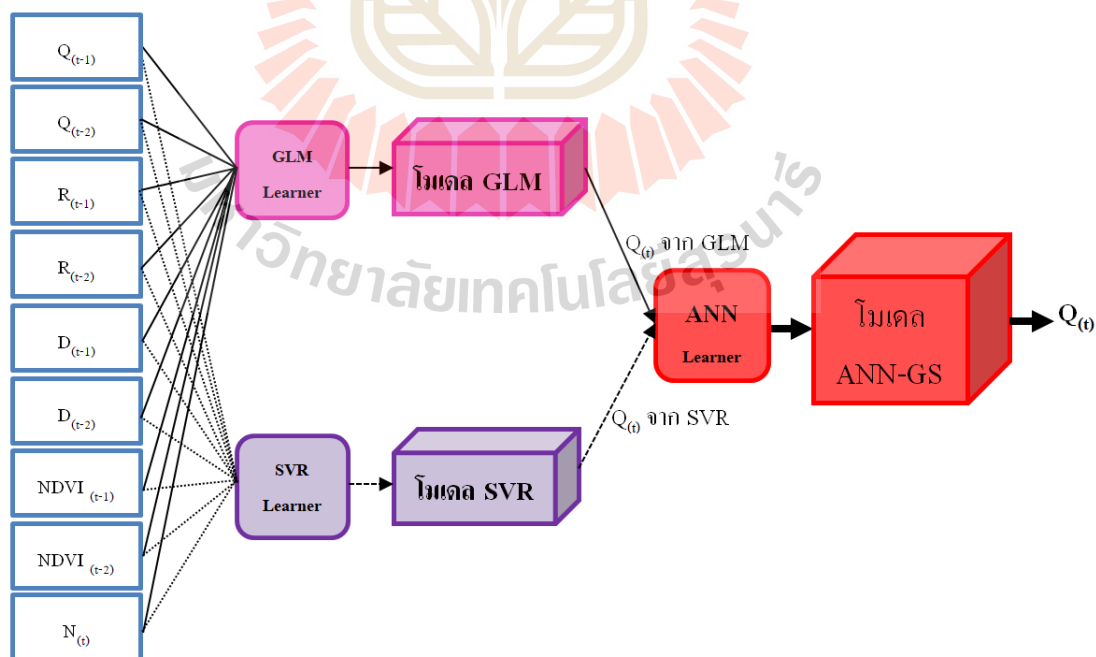 Q(t-1)
Q(t-2)
R(t-1)
R(t-2)
D(t-1)
D(t-2)
NDVI (t-1)
NDVI (t-2)
N(t)
GLM
Learner
โมเดล GLM
SVR
Learner
โมเดล SVR
Q(t) จาก GLM
Q(t) จาก SVR
ANN
Learner
โมเดล
ANN-GS
Q(t)
มหาวิทยาลัยเทคโนโลยีสุรนารี